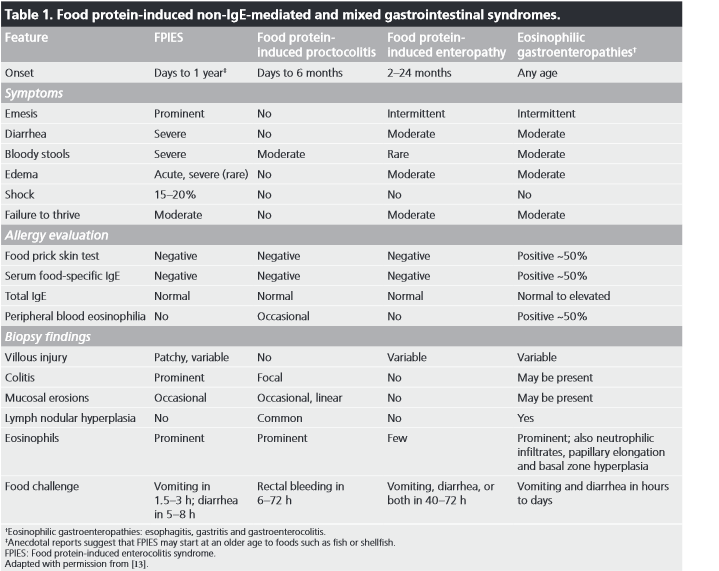 Table 1. Food protein-induced non-IgE-mediated and mixed gastrointestinal syndromes.
Feature FPIES Food protein- Food protein- Eosinophilic
induced proctocolitis induced enteropathy gastroenteropathies†
Onset Days to 1 year‡ Days to 6 months 2–24 months Any age
Symptoms
Emesis Prominent No Intermittent Intermittent
Diarrhea Severe No Moderate Moderate
Bloody stools Severe Moderate Rare Moderate
Edema Acute, severe (rare) No Moderate Moderate
Shock 15–20% No No No
Failure to thrive Moderate No Moderate Moderate
Allergy evaluation
Food prick skin test Negative Negative Negative Positive ~50%
Serum food-specific IgE Negative Negative Negative Positive ~50%
Total IgE Normal Normal Normal Normal to elevated
Peripheral blood eosinophilia No Occasional No Positive ~50%
Biopsy findings
Villous injury Patchy, variable No Variable Variable
Colitis Prominent Focal No May be present
Mucosal erosions Occasional Occasional, linear No May be present
Lymph nodular hyperplasia No Common No Yes
Eosinophils Prominent Prominent Few Prominent; also neutrophilic
infiltrates, papillary elongation
and basal zone hyperplasia
Food challenge Vomiting in Rectal bleeding in Vomiting, diarrhea, or Vomiting and diarrhea in hours
1.5–3 h; diarrhea 6–72 h both in 40–72 h to days
in 5–8 h
†Eosinophilic gastroenteropathies: esophagitis, gastritis and gastroenterocolitis.
‡Anecdotal reports suggest that FPIES may start at an older age to foods such as fish or shellfish.
FPIES: Food protein-induced enterocolitis syndrome.
Adapted with permission from [13].